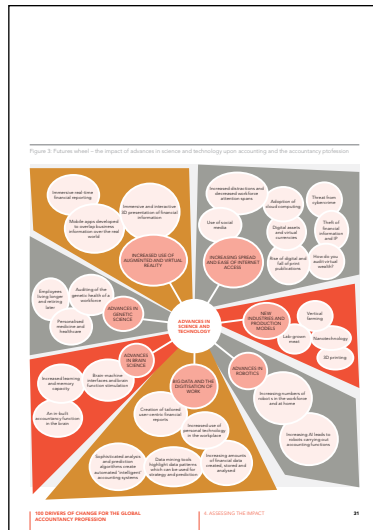 Figure 3: Futures wheel – the impact of advances in science and technology upon accounting and the accountancy profession
Immersive real-time
financial reporting
Mobile apps developed
to overlay business
information over the real
world
Immersive and interactive
3D presentation of financial
information
INCREASED USE OF
AUGMENTED AND VIRTUAL
REALITY
Increased distractions and
decreased workforce
attention spans
Adoption of
cloud computing
Threat from
cybercrime
Use of social
media
Digital assets
and virtual
currencies
Theft of
financial
information
and IP
INCREASING SPREAD
AND EASE OF INTERNET
ACCESS
Rise of digital and
fall of print
publications
How do you
audit virtual
wealth?
Employees
living longer
and retiring
later
Auditing of the
genetic health of a
workforce
Personalised
medicine and
healthcare
ADVANCES IN
GENETIC
SCIENCE
ADVANCES IN
SCIENCE AND
TECHNOLOGY
NEW
INDUSTRIES AND
PRODUCTION
MODELS
Vertical
farming
Lab-grown
meat
Nanotechnology
3D printing
ADVANCES
IN BRAIN
SCIENCE
Increased learning
and memory
capacity
Brain-machine
interfaces and brain
function stimulation
An in-built
accountancy function
in the brain
BIG DATA AND THE
DIGITISATION OF
WORK
ADVANCES IN
ROBOTICS
Increasing numbers of
robots in the workforce
and at home
Increasing AI leads to
robots carrying out
accounting functions
Creation of tailored
user-centric financial
reports
Increased use of
personal technology
in the workplace
Sophisticated analysis
and prediction
algorithms create
automated 'intelligent'
accounting systems
Data mining tools
highlight data patterns
which can be used for
strategy and prediction
Increasing amounts
of financial data
created, stored and
analysed
100 DRIVERS OF CHANGE FOR THE GLOBAL
ACCOUNTANCY PROFESSION
4. ASSESSING THE IMPACT
31